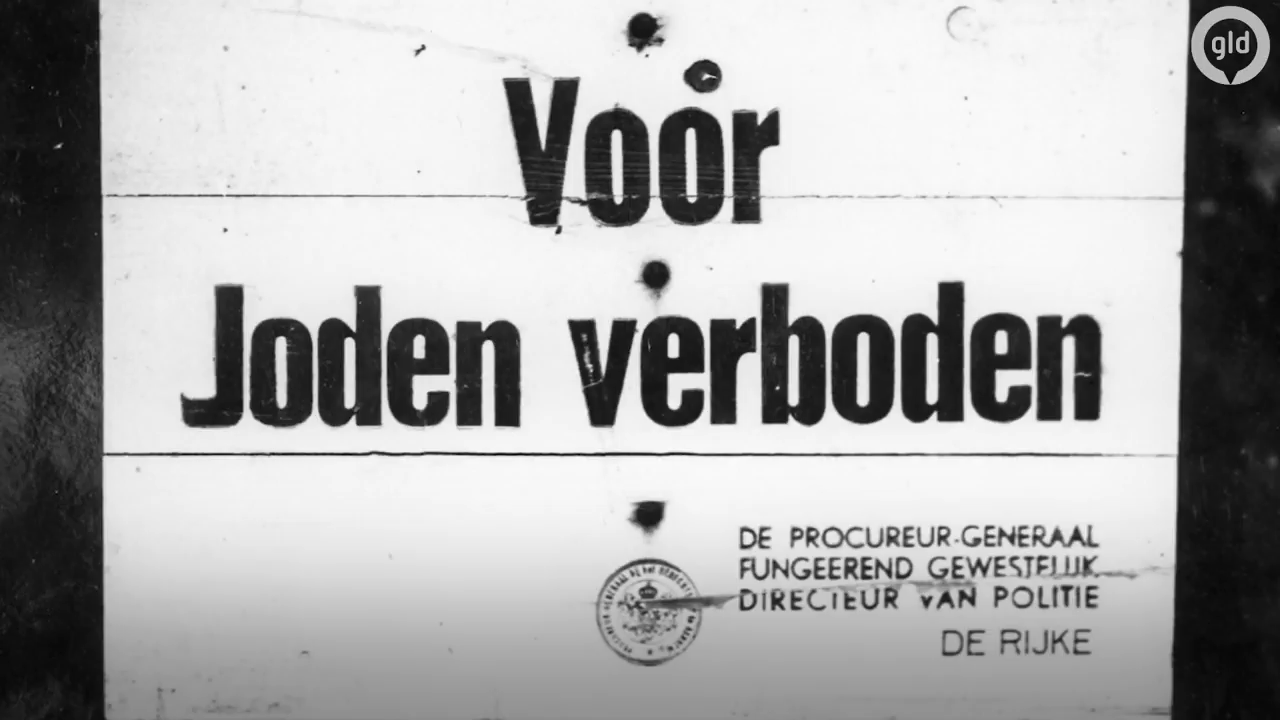 gld
Voor
Joden verboden
DE PROCUREUR-GENERAAL
FUNGEEREND GEWESTELIJK
DIRECTEUR VAN POLITIE
DE RIJKE